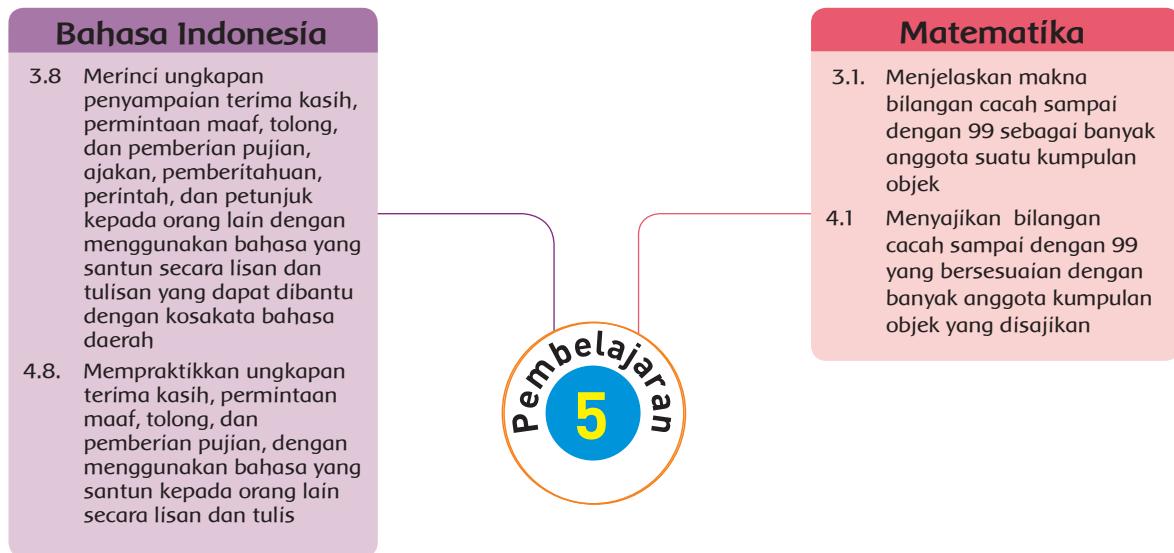 Bahasa Indonesia
3.8 Merinci ungkapan
penyampaian terima kasih,
permintaan maaf, tolong,
dan pemberian pujian,
ajakan, pemberitahuan,
perintah, dan petunjuk
kepada orang lain dengan
menggunakan bahasa yang
santun secara lisan dan
tulisan yang dapat dibantu
dengan kosakata bahasa
daerah
4.8. Mempraktikkan ungkapan
terima kasih, permintaan
maaf, tolong, dan
pemberian pujian, dengan
menggunakan bahasa yang
santun kepada orang lain
secara lisan dan tulis
Matematika
3.1. Menjelaskan makna
bilangan cacah sampai
dengan 99 sebagai banyak
anggota suatu kumpulan
objek
4.1 Menyajikan bilangan
cacah sampai dengan 99
yang bersesuaian dengan
banyak anggota kumpulan
objek yang disajikan
Pembelajaran
5